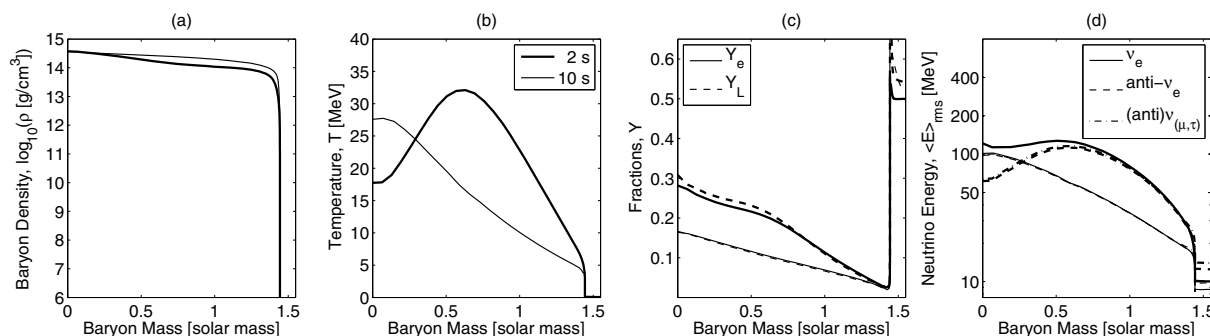 (a)
Baryon Density, log10(ρ [g/cm3])
15
14
13
12
11
10
9
8
7
6
0 0.5 1 1.5
Baryon Mass [solar mass]
(b)
Temperature, T [MeV]
40
35
30
25
20
15
10
5
0
2 s
10 s
0 0.5 1 1.5
Baryon Mass [solar mass]
(c)
Fractions, Y
0.6
0.5
0.4
0.3
0.2
0.1
Ye
YL
0 0.5 1 1.5
Baryon Mass [solar mass]
(d)
Neutrino Energy, <E>rms [MeV]
400
200
100
50
10
νe
anti−νe
(anti)ν(μ,τ)
0 0.5 1 1.5
Baryon Mass [solar mass]